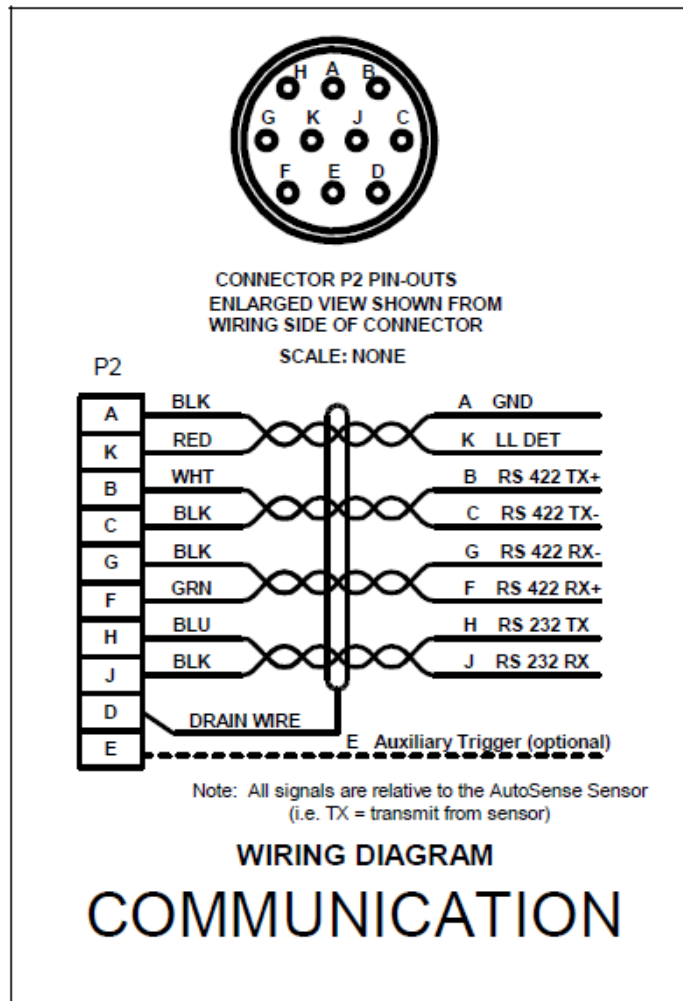 H A B
G K J C
F E D
CONNECTOR P2 PIN-OUTS
ENLARGED VIEW SHOWN FROM
WIRING SIDE OF CONNECTOR
SCALE: NONE
P2
A BLK A GND
K RED K LL DET
B WHT B RS 422 TX+
C BLK C RS 422 TX-
G BLK G RS 422 RX-
F GRN F RS 422 RX+
H BLU H RS 232 TX
J BLK J RS 232 RX
D DRAIN WIRE
E E Auxiliary Trigger (optional)
Note: All signals are relative to the AutoSense Sensor
(i.e. TX = transmit from sensor)
WIRING DIAGRAM
COMMUNICATION